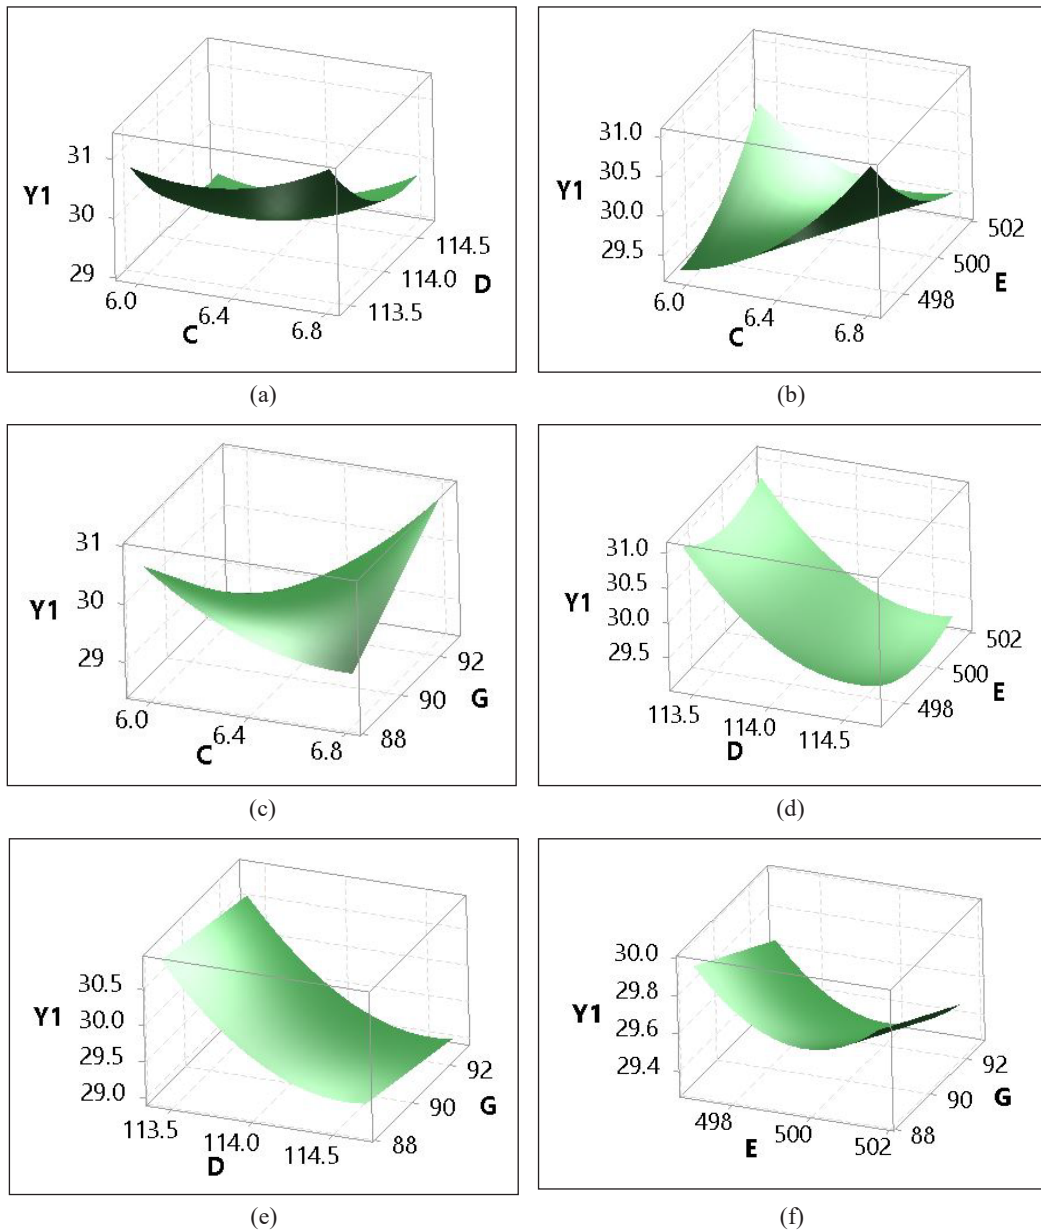 31
Y1
30
29
6.0
6.4
6.8
C
114.5
114.0
113.5
D
(a)
31.0
30.5
Y1
30.0
29.5
6.0
6.4
6.8
C
502
500
498
E
(b)
31
Y1
30
29
6.0
6.4
6.8
C
92
90
88
G
(c)
31.0
30.5
Y1
30.0
29.5
113.5
114.0
114.5
D
502
500
498
E
(d)
30.5
Y1
30.0
29.5
29.0
113.5
114.0
114.5
D
92
90
88
G
(e)
30.0
29.8
Y1
29.6
29.4
498
500
502
E
92
90
88
G
(f)